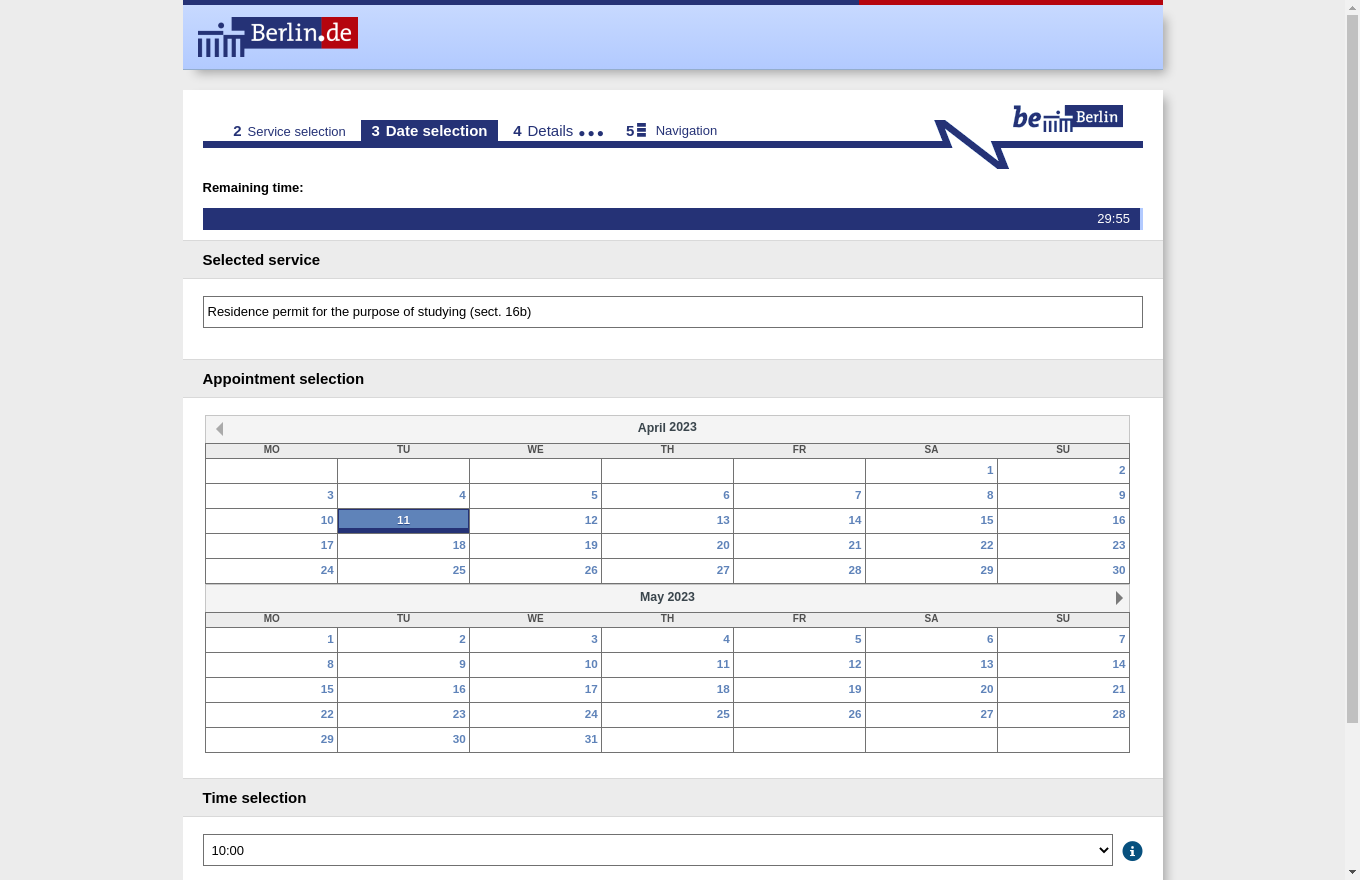 Berlin.de
be Berlin
2 Service selection 3 Date selection 4 Details 5 Navigation
Remaining time:
29:55
Selected service
Residence permit for the purpose of studying (sect. 16b)
Appointment selection
April 2023
MO TU WE TH FR SA SU
1 2
3 4 5 6 7 8 9
10 11 12 13 14 15 16
17 18 19 20 21 22 23
24 25 26 27 28 29 30
May 2023
MO TU WE TH FR SA SU
1 2 3 4 5 6 7
8 9 10 11 12 13 14
15 16 17 18 19 20 21
22 23 24 25 26 27 28
29 30 31
Time selection
10:00